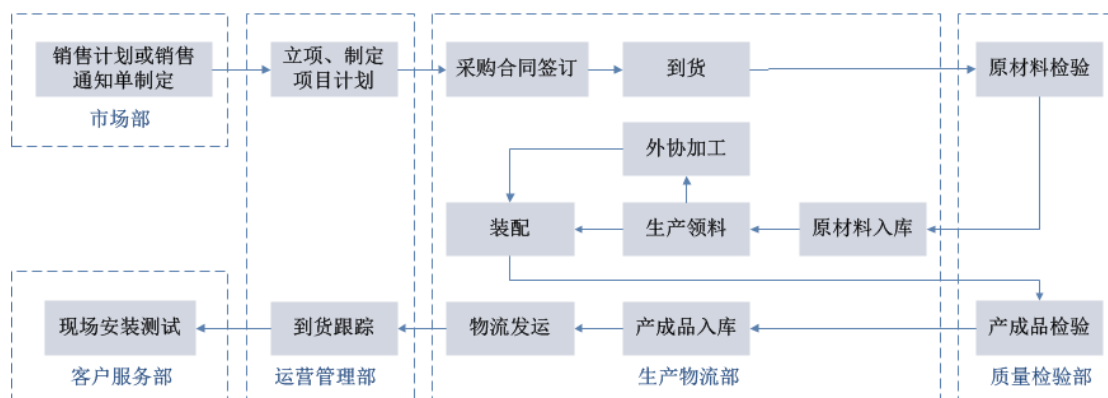 销售计划或销售
通知单制定
市场部
立项、制定
项目计划
采购合同签订
到货
原材料检验
外协加工
装配
生产领料
原材料入库
现场安装测试
到货跟踪
物流发运
产成品入库
产成品检验
客户服务部
运营管理部
生产物流部
质量检验部